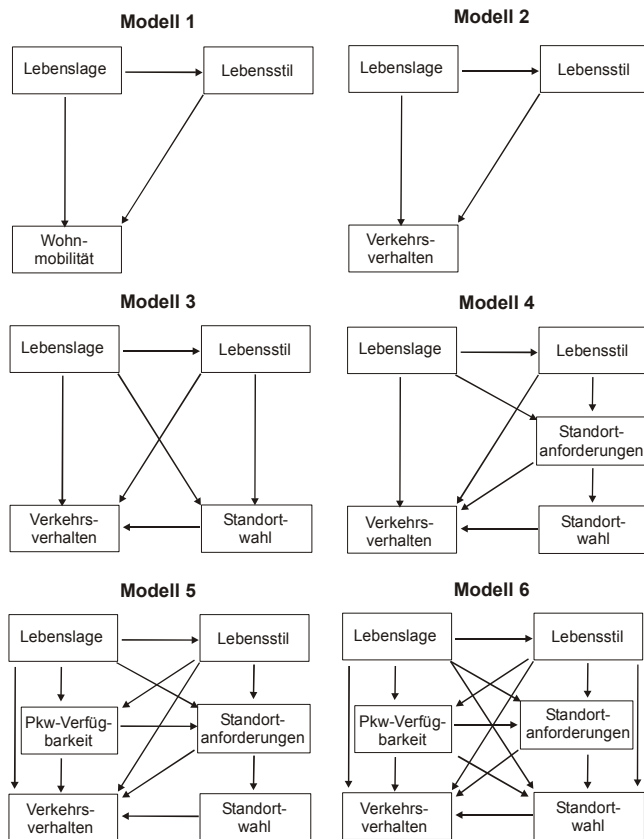 Modell 1
Lebenslage
Lebensstil
Wohn-
mobilität
Modell 2
Lebenslage
Lebensstil
Verkehrs-
verhalten
Modell 3
Lebenslage
Lebensstil
Verkehrs-
verhalten
Standort-
wahl
Modell 4
Lebenslage
Lebensstil
Standort-
anforderungen
Verkehrs-
verhalten
Standort-
wahl
Modell 5
Lebenslage
Lebensstil
Pkw-Verfüg-
barkeit
Standort-
anforderungen
Verkehrs-
verhalten
Standort-
wahl
Modell 6
Lebenslage
Lebensstil
Pkw-Verfüg-
barkeit
Standort-
anforderungen
Verkehrs-
verhalten
Standort-
wahl